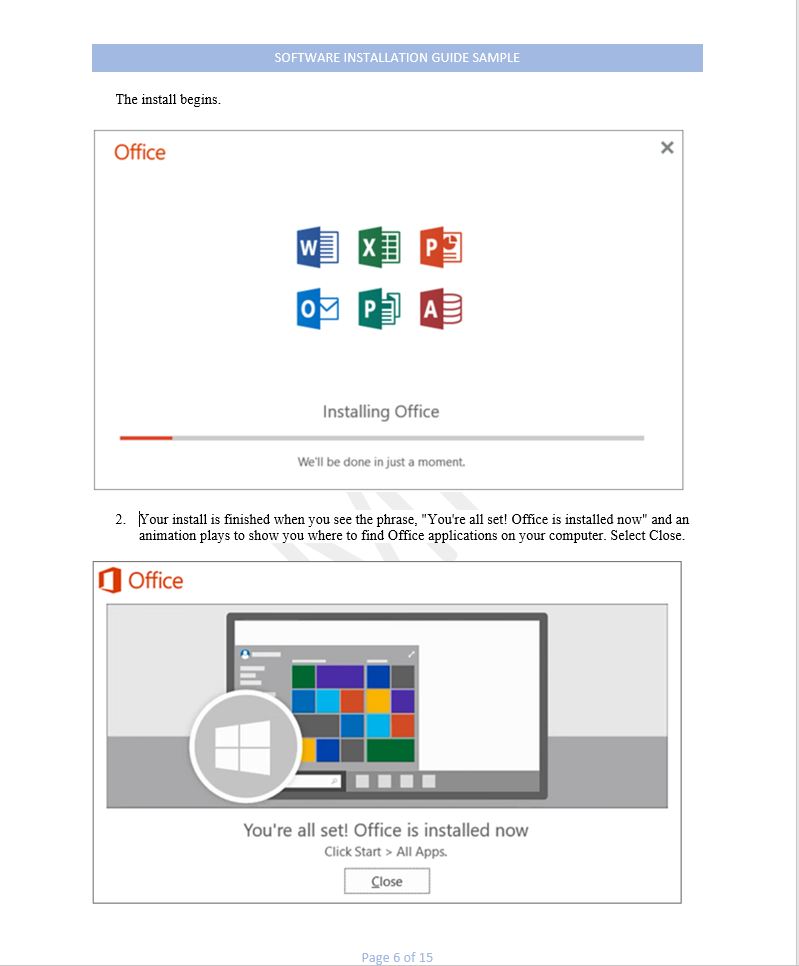 SOFTWARE INSTALLATION GUIDE SAMPLE
The install begins.
Office
W X P
O P A
Installing Office
We'll be done in just a moment.
2. Your install is finished when you see the phrase, "You're all set! Office is installed now" and an
animation plays to show you where to find Office applications on your computer. Select Close.
Office
You're all set! Office is installed now
Click Start > All Apps.
Close
Page 6 of 15